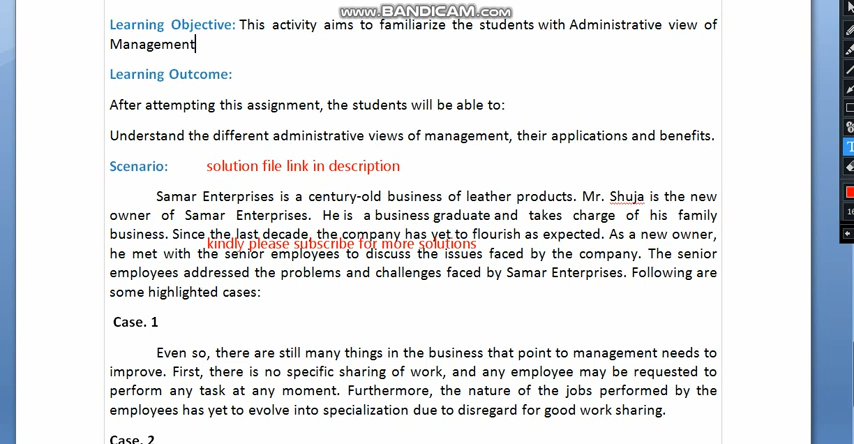 www.BANDICAM.com
Learning Objective: This activity aims to familiarize the students with Administrative view of
Management
Learning Outcome:
After attempting this assignment, the students will be able to:
Understand the different administrative views of management, their applications and benefits.
Scenario: solution file link in description
Samar Enterprises is a century-old business of leather products. Mr. Shuja is the new
owner of Samar Enterprises. He is a business graduate and takes charge of his family
business. Since the last decade, the company has yet to flourish as expected. As a new owner,
kindly please subscribe for more solutions
he met with the senior employees to discuss the issues faced by the company. The senior
employees addressed the problems and challenges faced by Samar Enterprises. Following are
some highlighted cases:
Case. 1
Even so, there are still many things in the business that point to management needs to
improve. First, there is no specific sharing of work, and any employee may be requested to
perform any task at any moment. Furthermore, the nature of the jobs performed by the
employees has yet to evolve into specialization due to disregard for good work sharing.
Case. 2